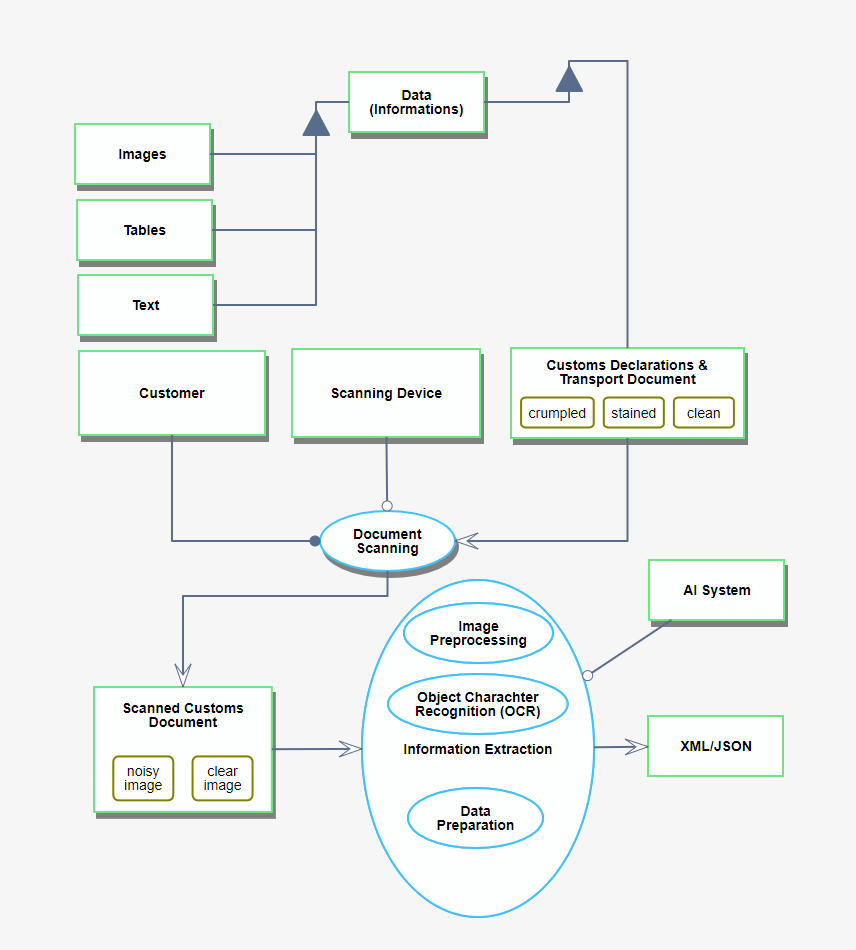 Data
(Informations)
Images
Tables
Text
Customer
Scanning Device
Customs Declarations &
Transport Document
crumpled
stained
clean
Document
Scanning
AI System
Image
Preprocessing
Object Charachter
Recognition (OCR)
Information Extraction
Data
Preparation
Scanned Customs
Document
noisy
image
clear
image
XML/JSON